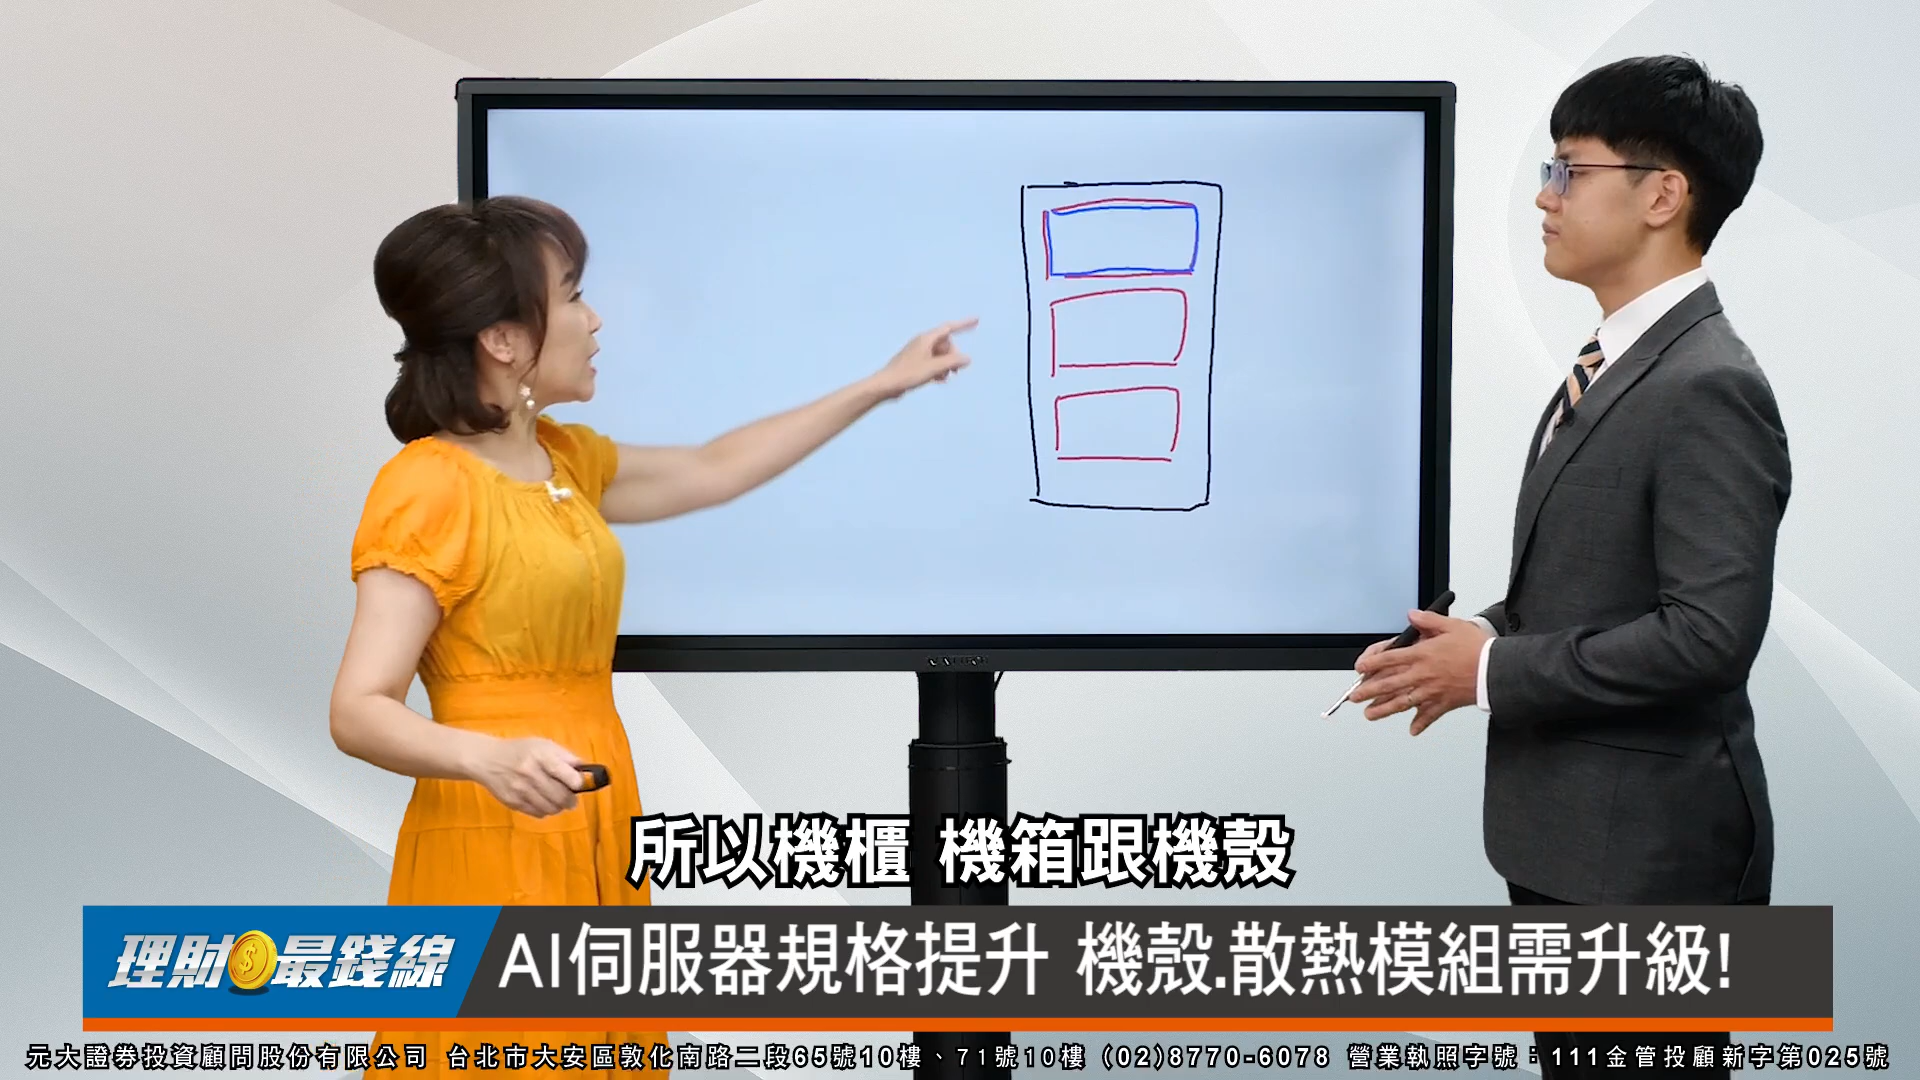 所以機櫃 機箱跟機殼
理財最錢線
AI伺服器規格提升 機殼.散熱模組需升級!
元大證券投資顧問股份有限公司 台北市大安區敦化南路二段65號10樓、71號10樓 (02)8770-6078 營業執照字號：111金管投顧新字第025號